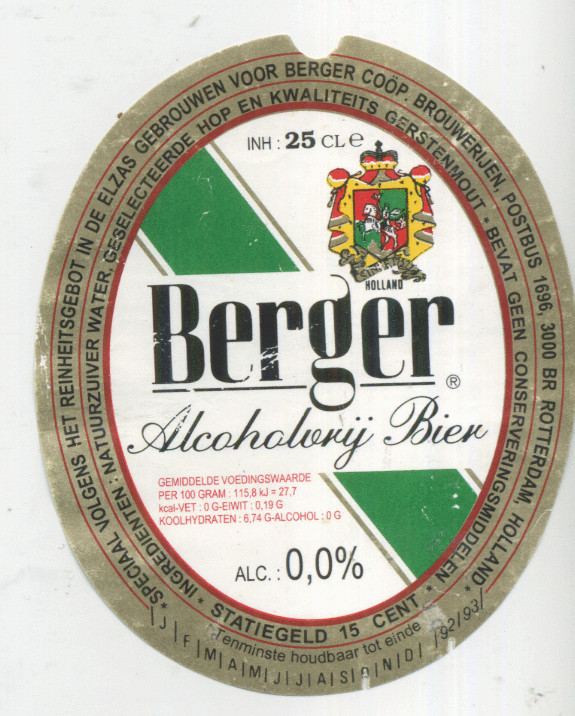 * SPECIAAL VOLGENS HET REINHEITSGEBOT IN DE ELZAS GEBROUWEN VOOR BERGER COÖP. BROUWERIJEN, POSTBUS 1696, 3000 BR ROTTERDAM, HOLLAND *
* INGREDIENTEN : NATUURZUIVER WATER, GESELECTEERDE HOP EN KWALITEITS GERSTENMOUT * BEVAT GEEN CONSERVERINGSMIDDELEN *
INH : 25 CL e
HOLLAND
Berger ®
Alcoholvrij Bier
GEMIDDELDE VOEDINGSWAARDE
PER 100 GRAM : 115,8 kJ = 27,7
kcal-VET : 0 G-EIWIT : 0,19 G
KOOLHYDRATEN : 6,74 G-ALCOHOL : 0 G
ALC. : 0,0%
* STATIEGELD 15 CENT *
Tenminste houdbaar tot einde
|J|F|M|A|M|J|J|A|S|O|N|D| |92|93|